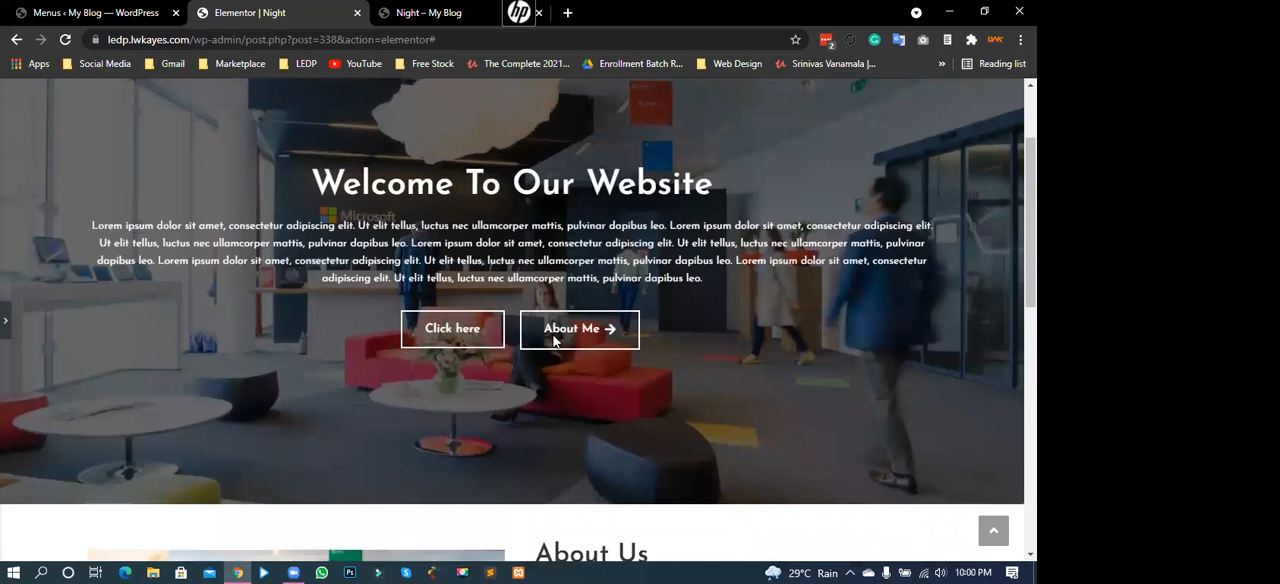 Menus ‹ My Blog — WordPress
Elementor | Night
Night – My Blog
hp
ledp.lwkayes.com/wp-admin/post.php?post=338&action=elementor#
2
Apps
Social Media
Gmail
Marketplace
LEDP
YouTube
Free Stock
The Complete 2021...
Enrollment Batch R...
Web Design
Srinivas Vanamala |...
»
Reading list
Welcome To Our Website
Microsoft
Lorem ipsum dolor sit amet, consectetur adipiscing elit. Ut elit tellus, luctus nec ullamcorper mattis, pulvinar dapibus leo. Lorem ipsum dolor sit amet, consectetur adipiscing elit.
Ut elit tellus, luctus nec ullamcorper mattis, pulvinar dapibus leo. Lorem ipsum dolor sit amet, consectetur adipiscing elit. Ut elit tellus, luctus nec ullamcorper mattis, pulvinar
dapibus leo. Lorem ipsum dolor sit amet, consectetur adipiscing elit. Ut elit tellus, luctus nec ullamcorper mattis, pulvinar dapibus leo. Lorem ipsum dolor sit amet, consectetur
adipiscing elit. Ut elit tellus, luctus nec ullamcorper mattis, pulvinar dapibus leo.
Click here
About Me →
About Us
29°C Rain
10:00 PM